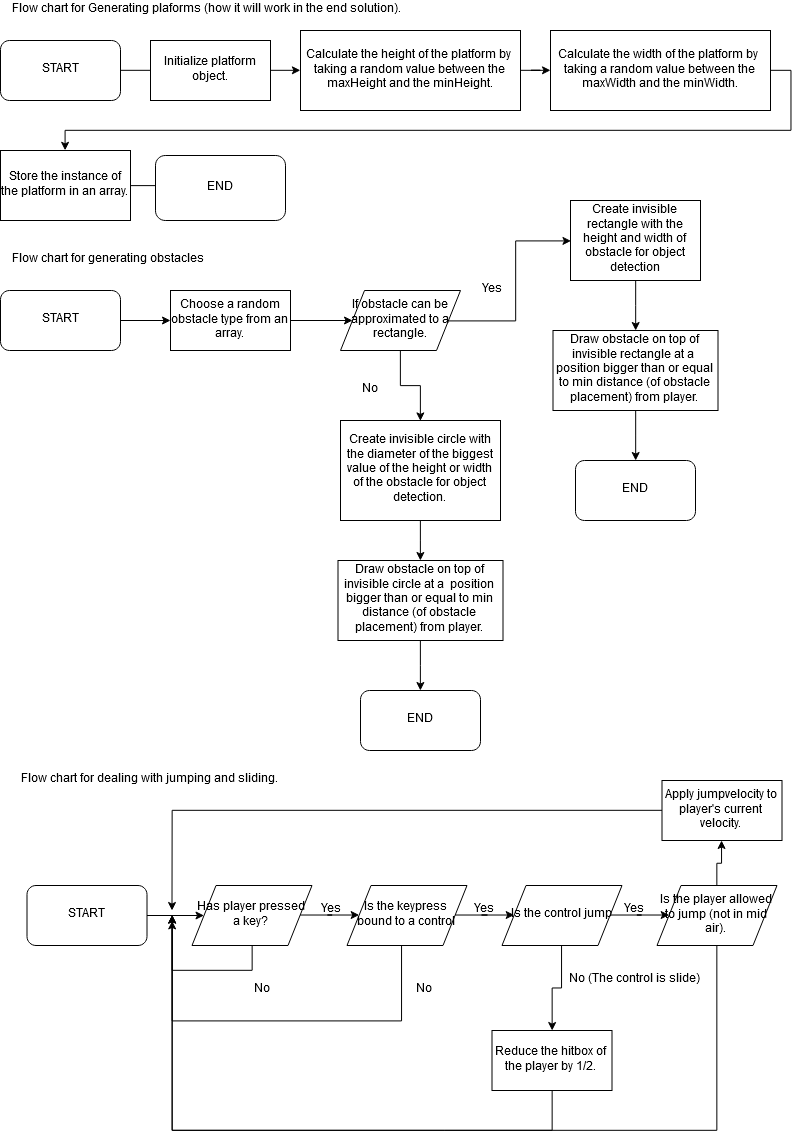 Flow chart for Generating plaforms (how it will work in the end solution).
START
Initialize platform
object.
Calculate the height of the platform by
taking a random value between the
maxHeight and the minHeight.
Calculate the width of the platform by
taking a random value between the
maxWidth and the minWidth.
Store the instance of
the platform in an array.
END
Flow chart for generating obstacles
START
Choose a random
obstacle type from an
array.
If obstacle can be
approximated to a
rectangle.
Yes
Create invisible
rectangle with the
height and width of
obstacle for object
detection
Draw obstacle on top of
invisible rectangle at a
position bigger than or equal
to min distance (of obstacle
placement) from player.
END
No
Create invisible circle with
the diameter of the biggest
value of the height or width
of the obstacle for object
detection.
Draw obstacle on top of
invisible circle at a position
bigger than or equal to min
distance (of obstacle
placement) from player.
END
Flow chart for dealing with jumping and sliding.
Apply jumpvelocity to
player's current
velocity.
START
Has player pressed
a key?
Yes
Is the keypress
bound to a control
Yes
Is the control jump
Yes
Is the player allowed
to jump (not in mid
air).
No
No
No (The control is slide)
Reduce the hitbox of
the player by 1/2.